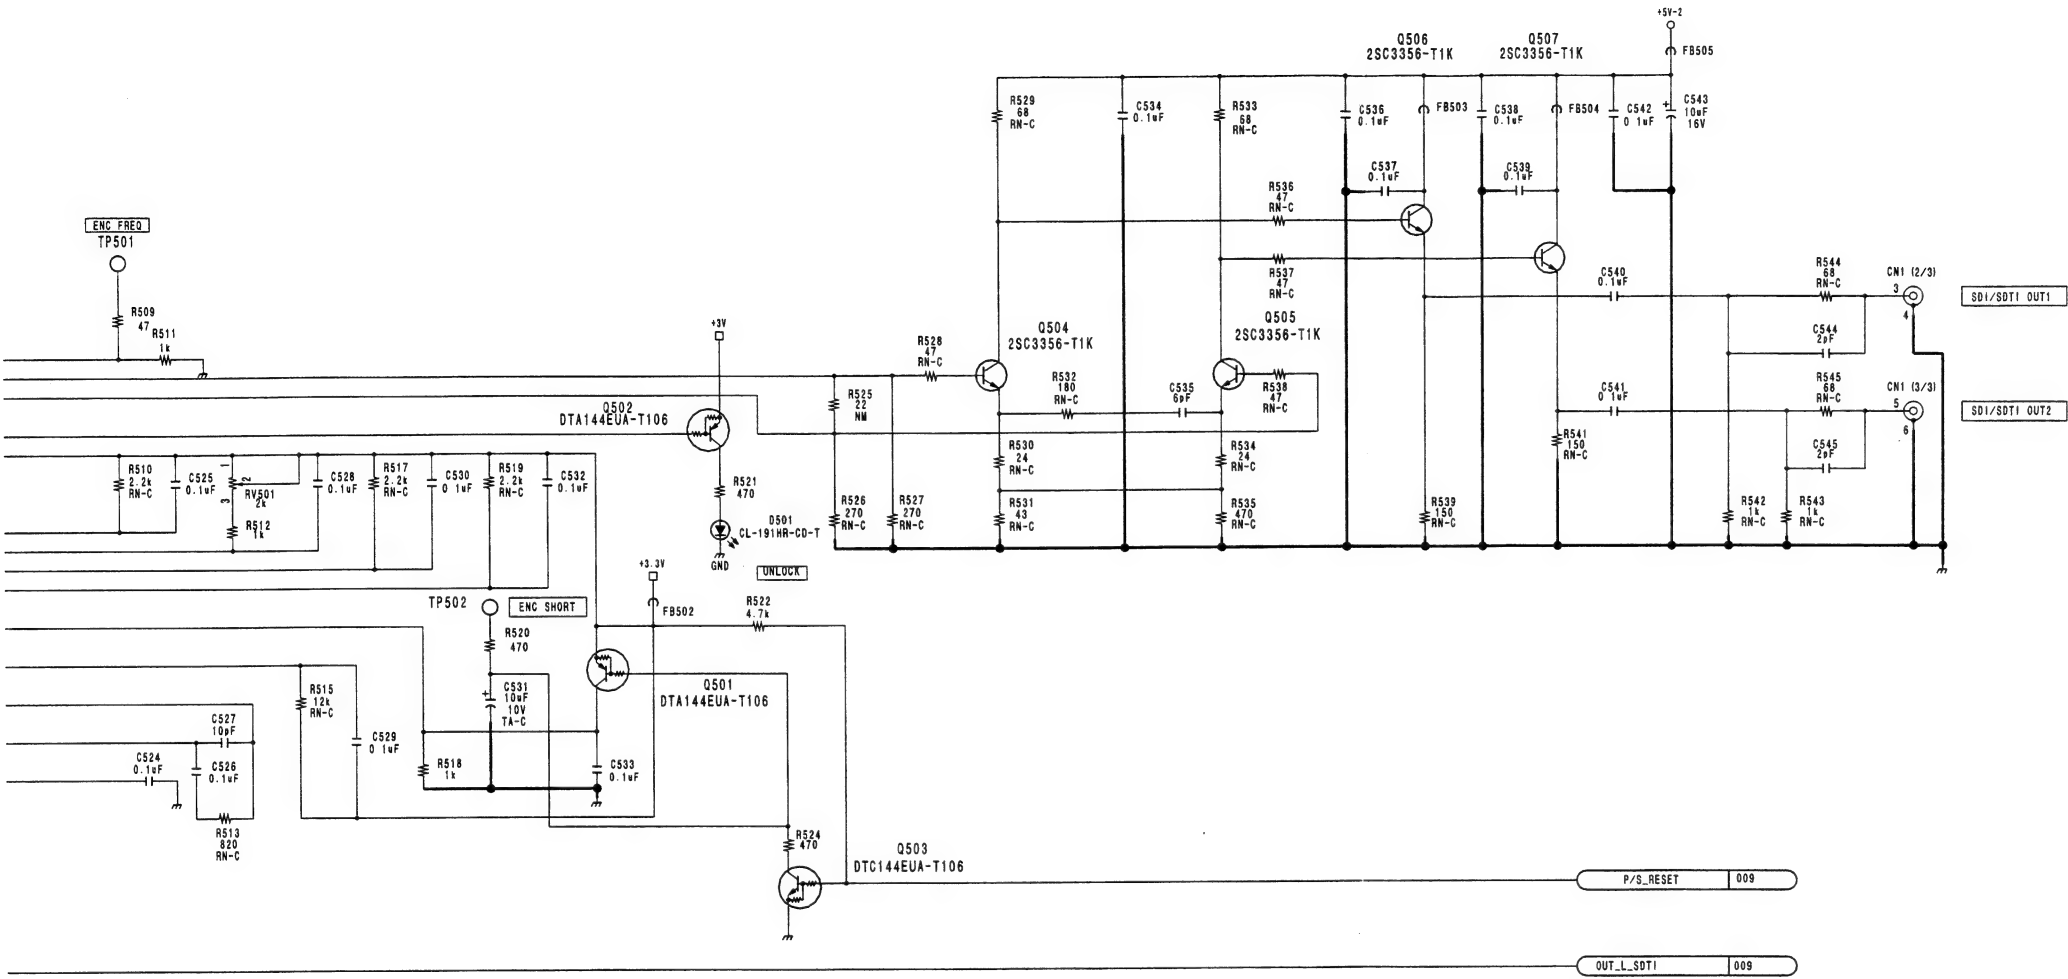 +5V-2
FB505
Q506
2SC3356-T1K
Q507
2SC3356-T1K
R529
68
RN-C
C534
0.1uF
R533
68
RN-C
C536
0.1uF
FB503
C538
0.1uF
FB504
C542
0.1uF
+
C543
10uF
16V
C537
0.1uF
C539
0.1uF
R536
47
RN-C
R537
47
RN-C
ENC FREQ
TP501
R509
47
R511
1k
C540
0.1uF
R544
68
RN-C
CN1 (2/3)
3
4
SDI/SDTI OUT1
C544
2pF
+3V
R528
47
RN-C
Q504
2SC3356-T1K
Q505
2SC3356-T1K
R525
22
NM
R532
180
RN-C
C535
6pF
R538
47
RN-C
C541
0.1uF
R545
68
RN-C
CN1 (3/3)
5
6
SDI/SDTI OUT2
C545
2pF
Q502
DTA144EUA-T106
R510
2.2k
RN-C
C525
0.1uF
1
2
3
RV501
2k
R512
1k
C528
0.1uF
R517
2.2k
RN-C
C530
0.1uF
R519
2.2k
RN-C
C532
0.1uF
R521
470
D501
CL-191HR-CD-T
GND
UNLOCK
R526
270
RN-C
R527
270
RN-C
R530
24
RN-C
R531
43
RN-C
R534
24
RN-C
R535
470
RN-C
R539
150
RN-C
R541
150
RN-C
R542
1k
RN-C
R543
1k
RN-C
+3.3V
FB502
TP502
ENC SHORT
R520
470
R522
4.7k
R515
12k
RN-C
+
C531
10uF
10V
TA-C
Q501
DTA144EUA-T106
C527
10pF
C529
0.1uF
C524
0.1uF
C526
0.1uF
R518
1k
C533
0.1uF
R513
820
RN-C
R524
470
Q503
DTC144EUA-T106
P/S_RESET 009
OUT_L_SDTI 009